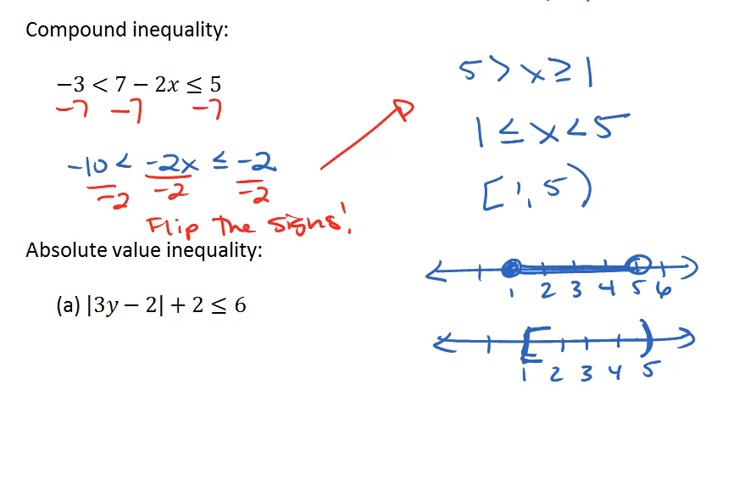 Compound inequality:
−3 < 7 − 2x ≤ 5
−7 −7 −7
-10 < -2x ≤ -2
-2 -2 -2
Flip the signs!
5 > x ≥ 1
1 ≤ x < 5
[1, 5)
1 2 3 4 5 6
[ )
1 2 3 4 5
Absolute value inequality:
(a) |3y − 2| + 2 ≤ 6